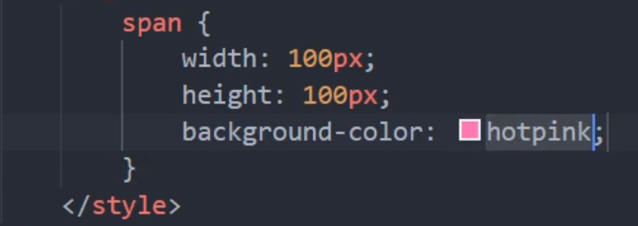 span {
width: 100px;
height: 100px;
background-color: hotpink;
}
</style>